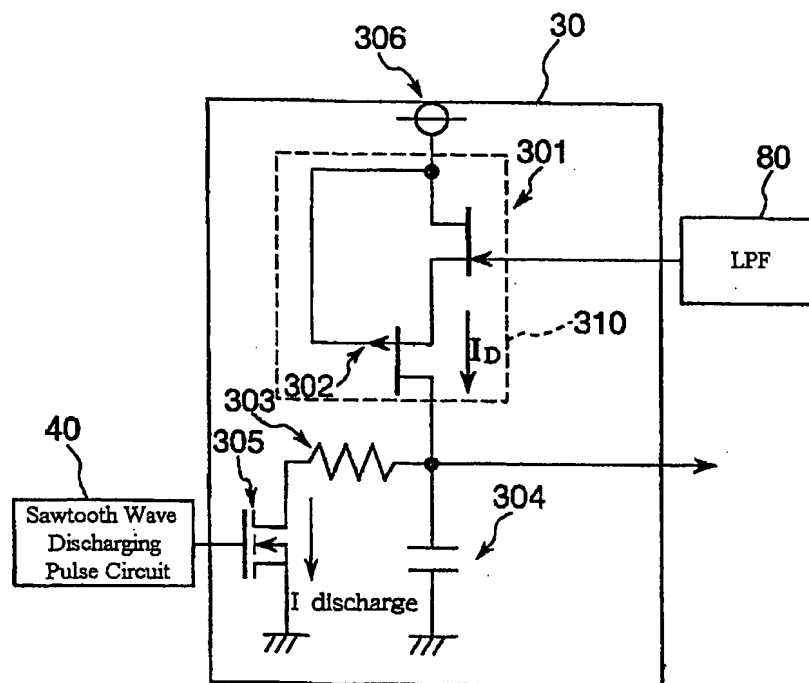 306
30
301
80
LPF
310
I_D
302
303
40
305
304
Sawtooth Wave
Discharging
Pulse Circuit
I discharge